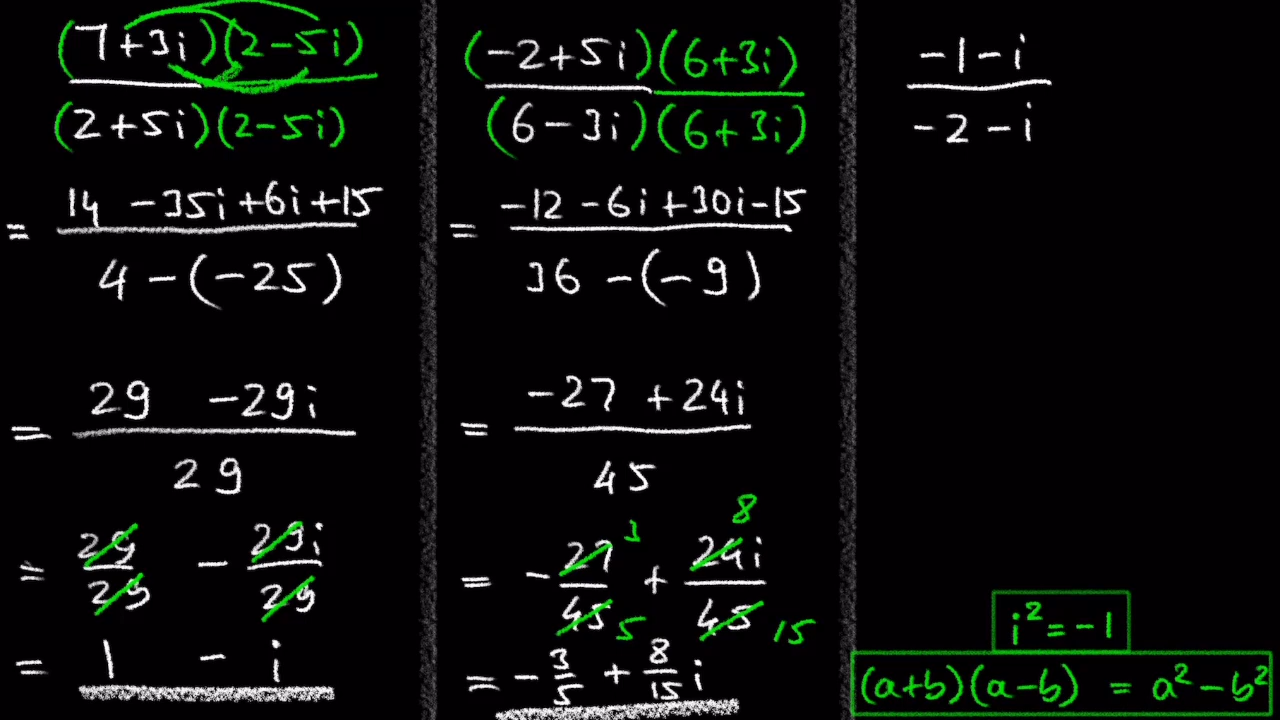 (7+3i)(2-5i)
(2+5i)(2-5i)
= 14 -35i+6i+15
4-(-25)
= 29 -29i
29
= 29/29 - 29i/29
= 1 - i
(-2+5i)(6+3i)
(6-3i)(6+3i)
= -12 -6i+30i-15
36-(-9)
= -27 +24i
45
8
3
= - 27/45 + 24i/45
5 15
= - 3/5 + 8/15 i
-1-i
-2-i
i² = -1
(a+b)(a-b) = a²-b²